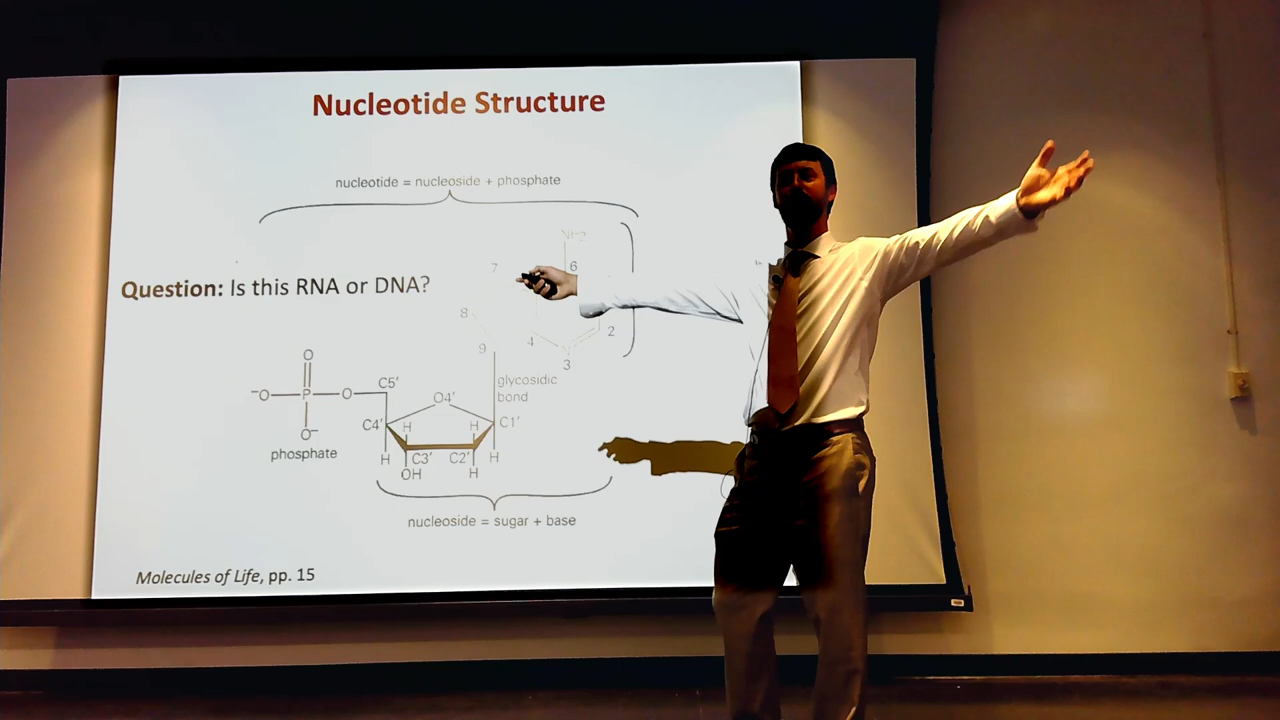 Nucleotide Structure
nucleotide = nucleoside + phosphate
NH2
7
6
Question: Is this RNA or DNA?
8
2
4
9
3
O
glycosidic
bond
C5′
⁻O
P
O
O4′
C4′
H
H
C1′
O⁻
phosphate
H
C3′
C2′
H
OH
H
nucleoside = sugar + base
Molecules of Life, pp. 15